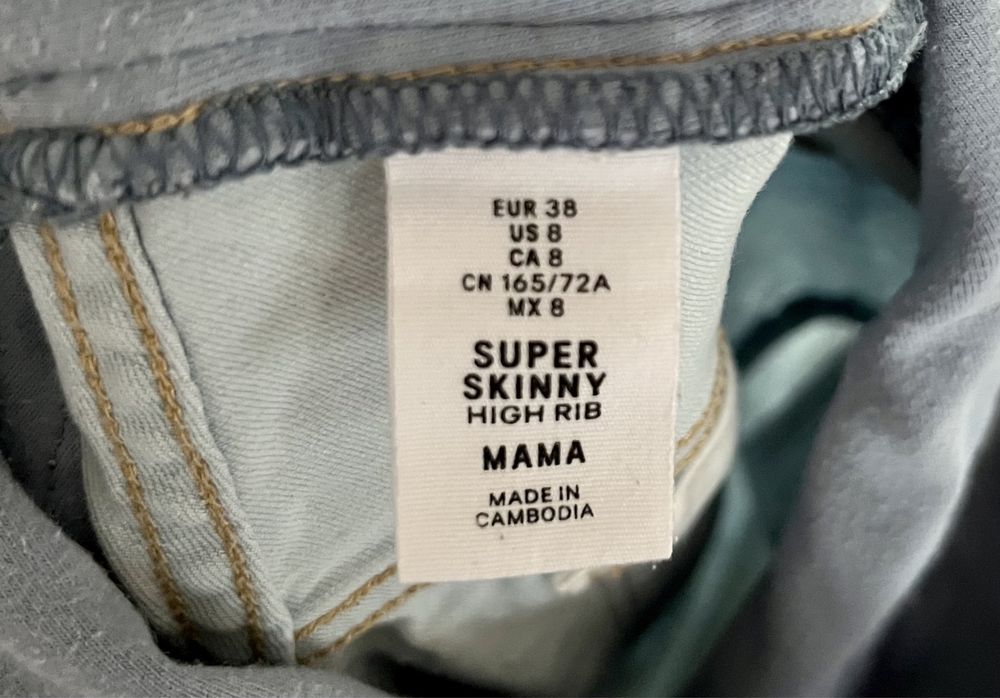 EUR 38
US 8
CA 8
CN 165/72A
MX 8
SUPER
SKINNY
HIGH RIB
MAMA
MADE IN
CAMBODIA